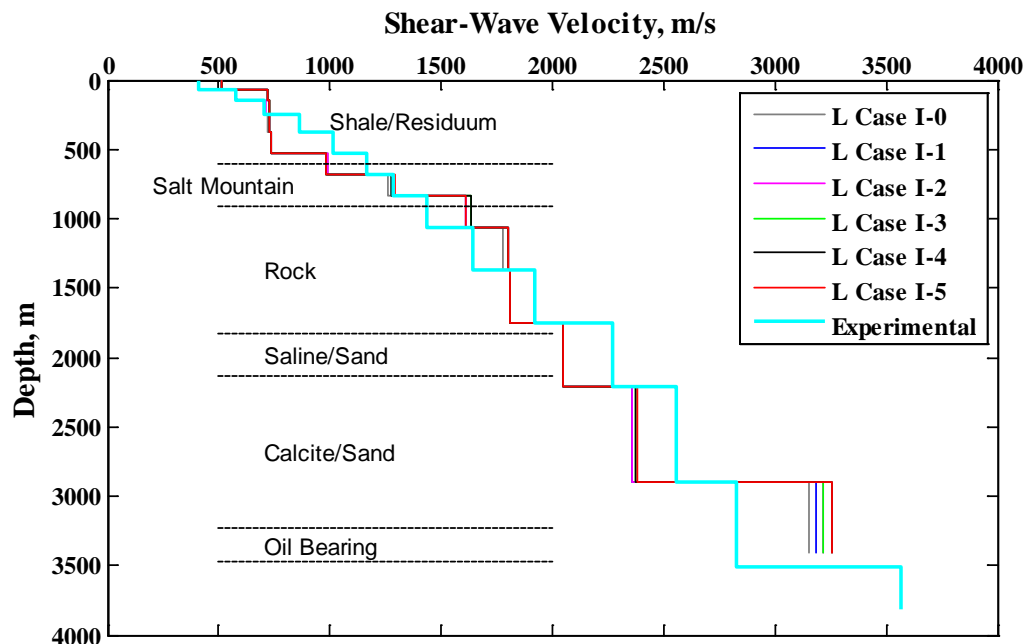 Shear-Wave Velocity, m/s
0 500 1000 1500 2000 2500 3000 3500 4000
Depth, m
0
500
1000
1500
2000
2500
3000
3500
4000
Shale/Residuum
Salt Mountain
Rock
Saline/Sand
Calcite/Sand
Oil Bearing
L Case I-0
L Case I-1
L Case I-2
L Case I-3
L Case I-4
L Case I-5
Experimental